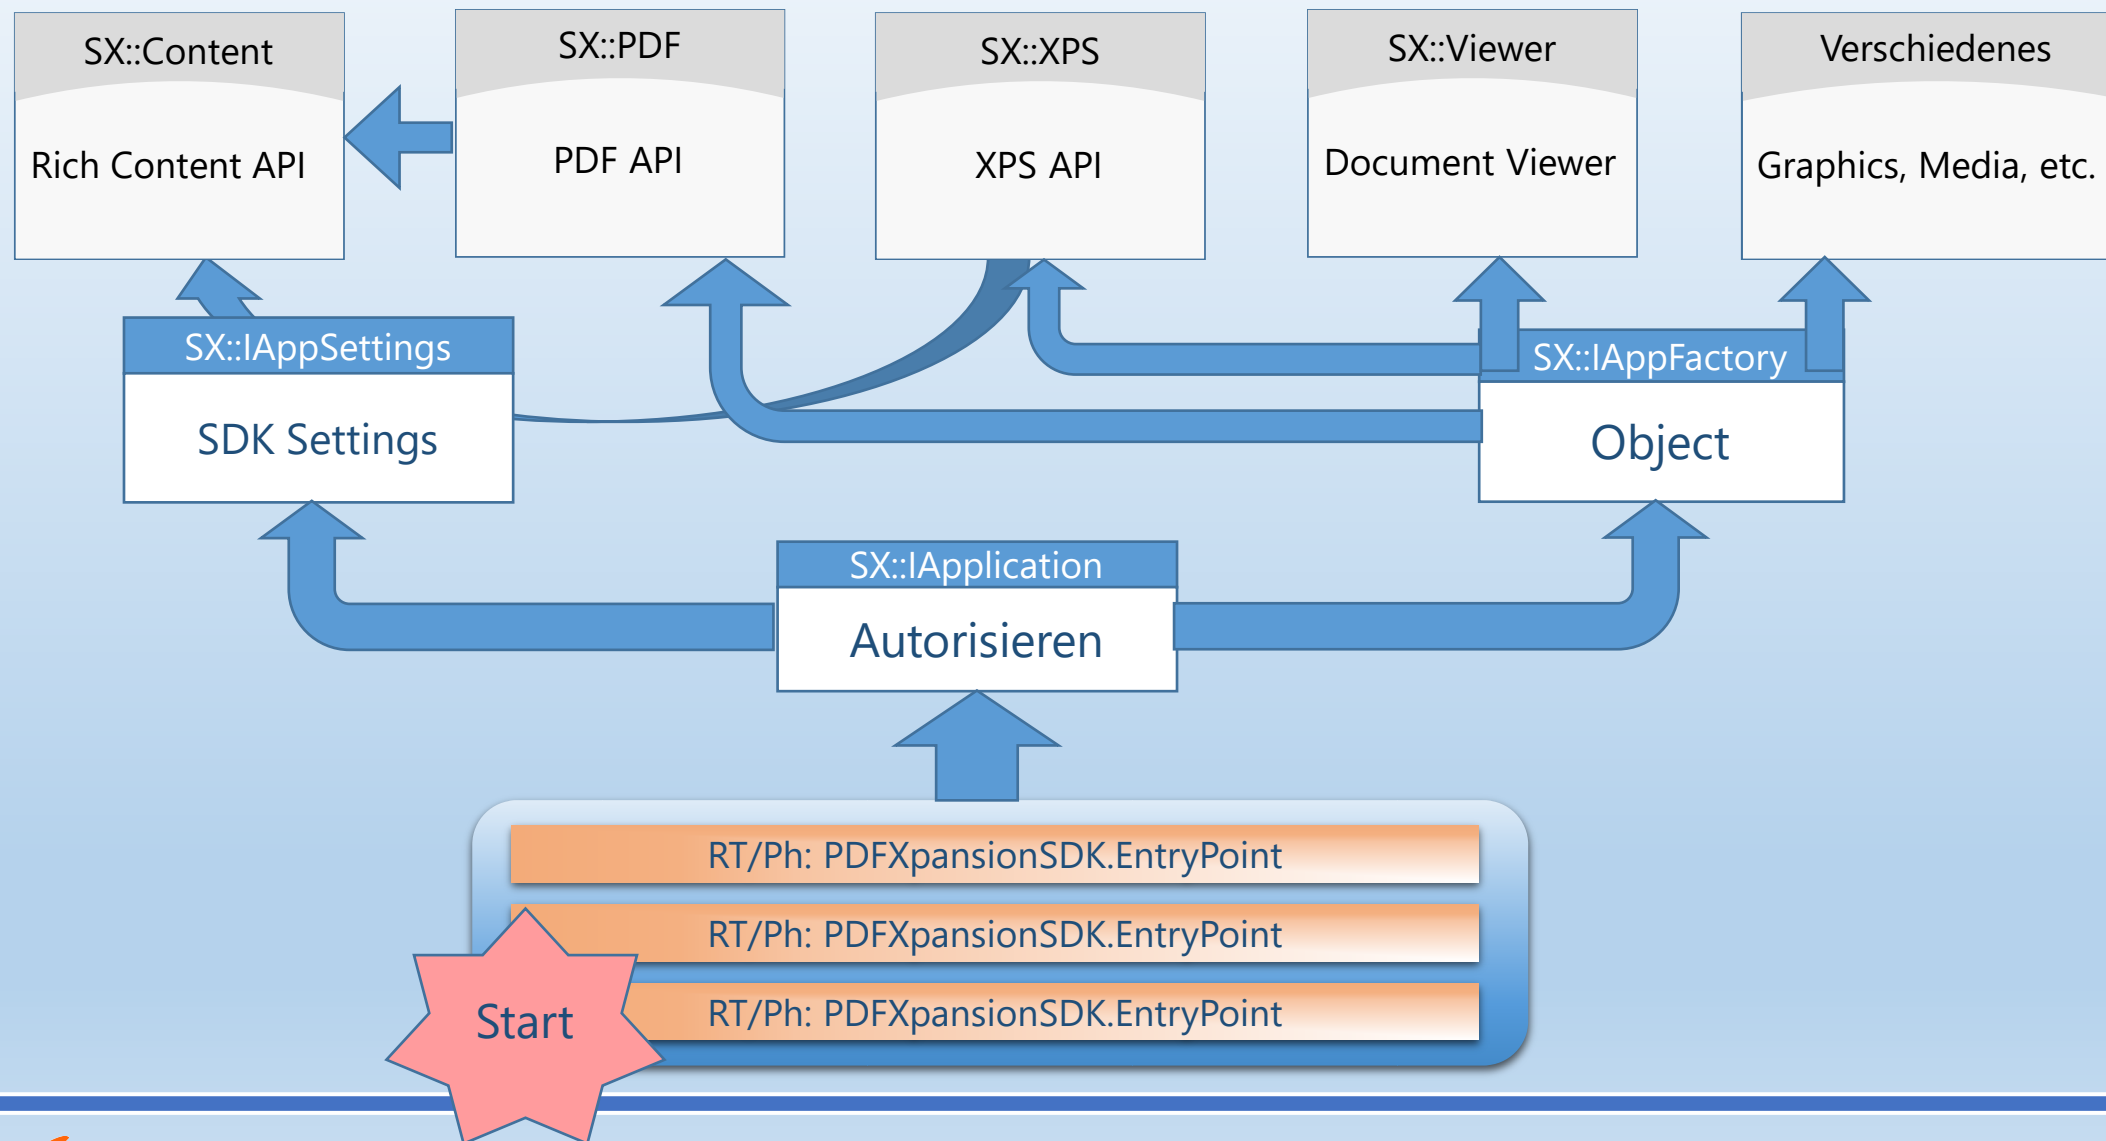 SX::Content
Rich Content API
SX::PDF
PDF API
SX::XPS
XPS API
SX::Viewer
Document Viewer
Verschiedenes
Graphics, Media, etc.
SX::IAppSettings
SDK Settings
SX::IAppFactory
Object
SX::IApplication
Autorisieren
RT/Ph: PDFXpansionSDK.EntryPoint
RT/Ph: PDFXpansionSDK.EntryPoint
RT/Ph: PDFXpansionSDK.EntryPoint
Start